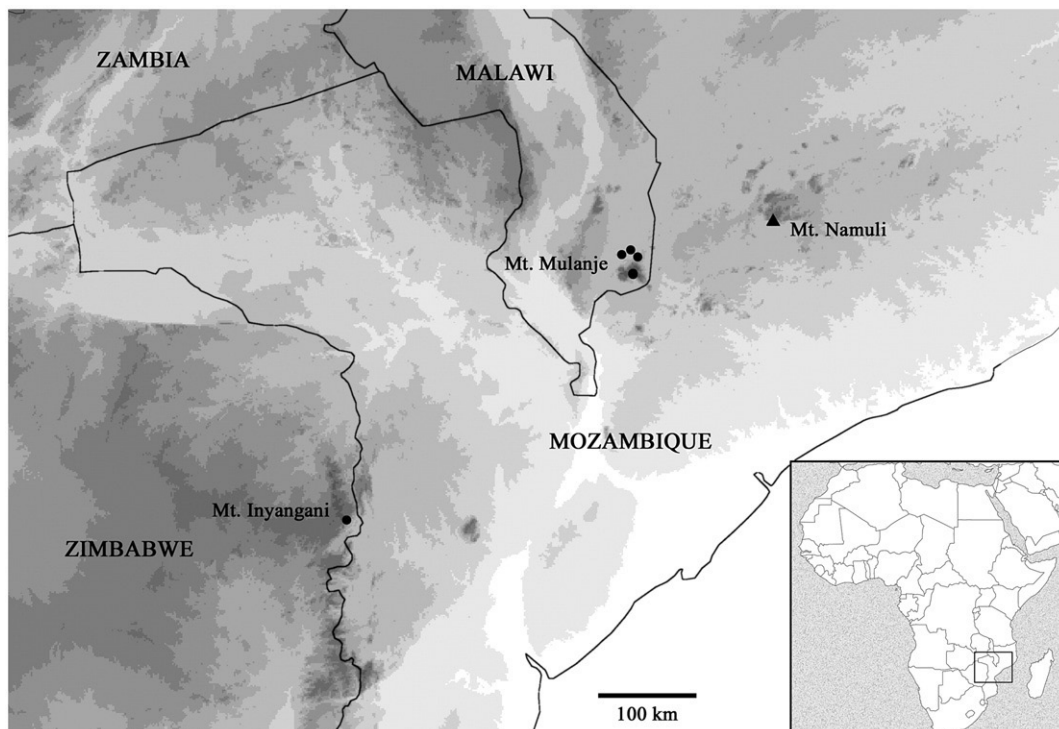 ZAMBIA
MALAWI
Mt. Namuli
Mt. Mulanje
MOZAMBIQUE
Mt. Inyangani
ZIMBABWE
100 km